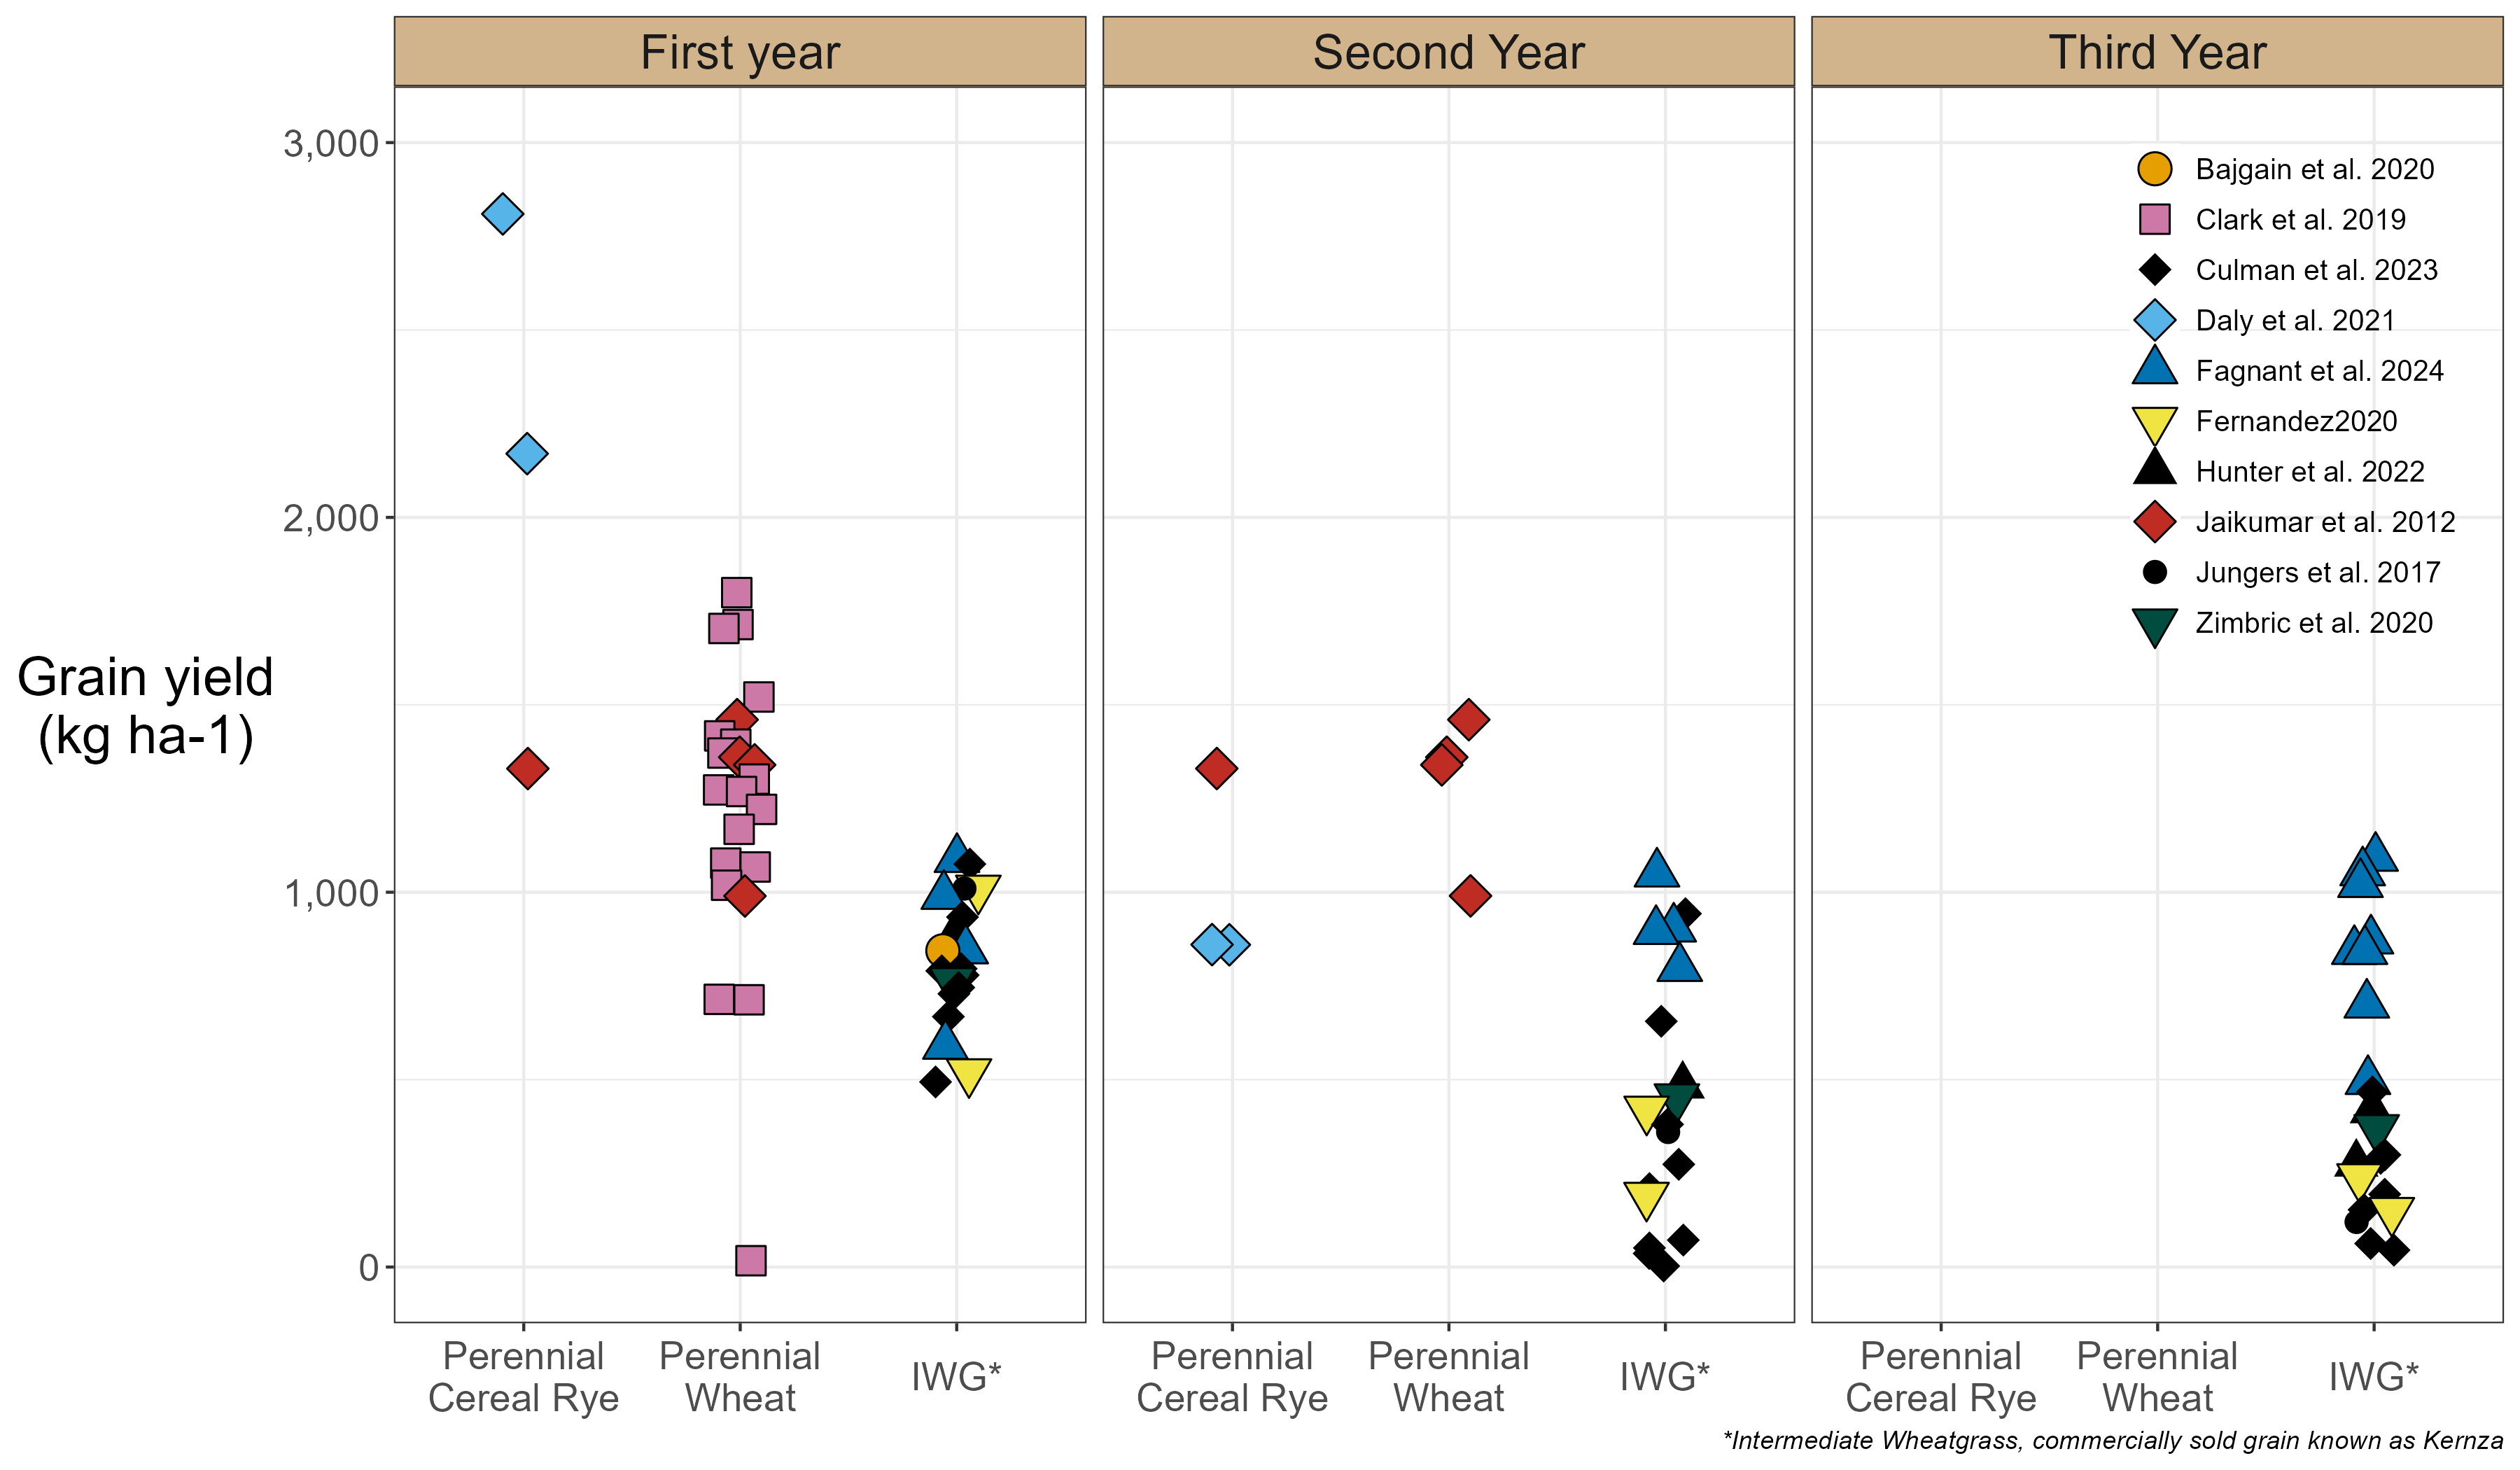 First year
Second Year
Third Year
3,000
2,000
1,000
0
Grain yield
(kg ha-1)
Bajgain et al. 2020
Clark et al. 2019
Culman et al. 2023
Daly et al. 2021
Fagnant et al. 2024
Fernandez2020
Hunter et al. 2022
Jaikumar et al. 2012
Jungers et al. 2017
Zimbric et al. 2020
Perennial
Cereal Rye
Perennial
Wheat
IWG*
Perennial
Cereal Rye
Perennial
Wheat
IWG*
Perennial
Cereal Rye
Perennial
Wheat
IWG*
*Intermediate Wheatgrass, commercially sold grain known as Kernza